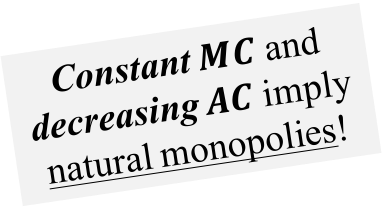 Constant MC and
decreasing AC imply
natural monopolies!